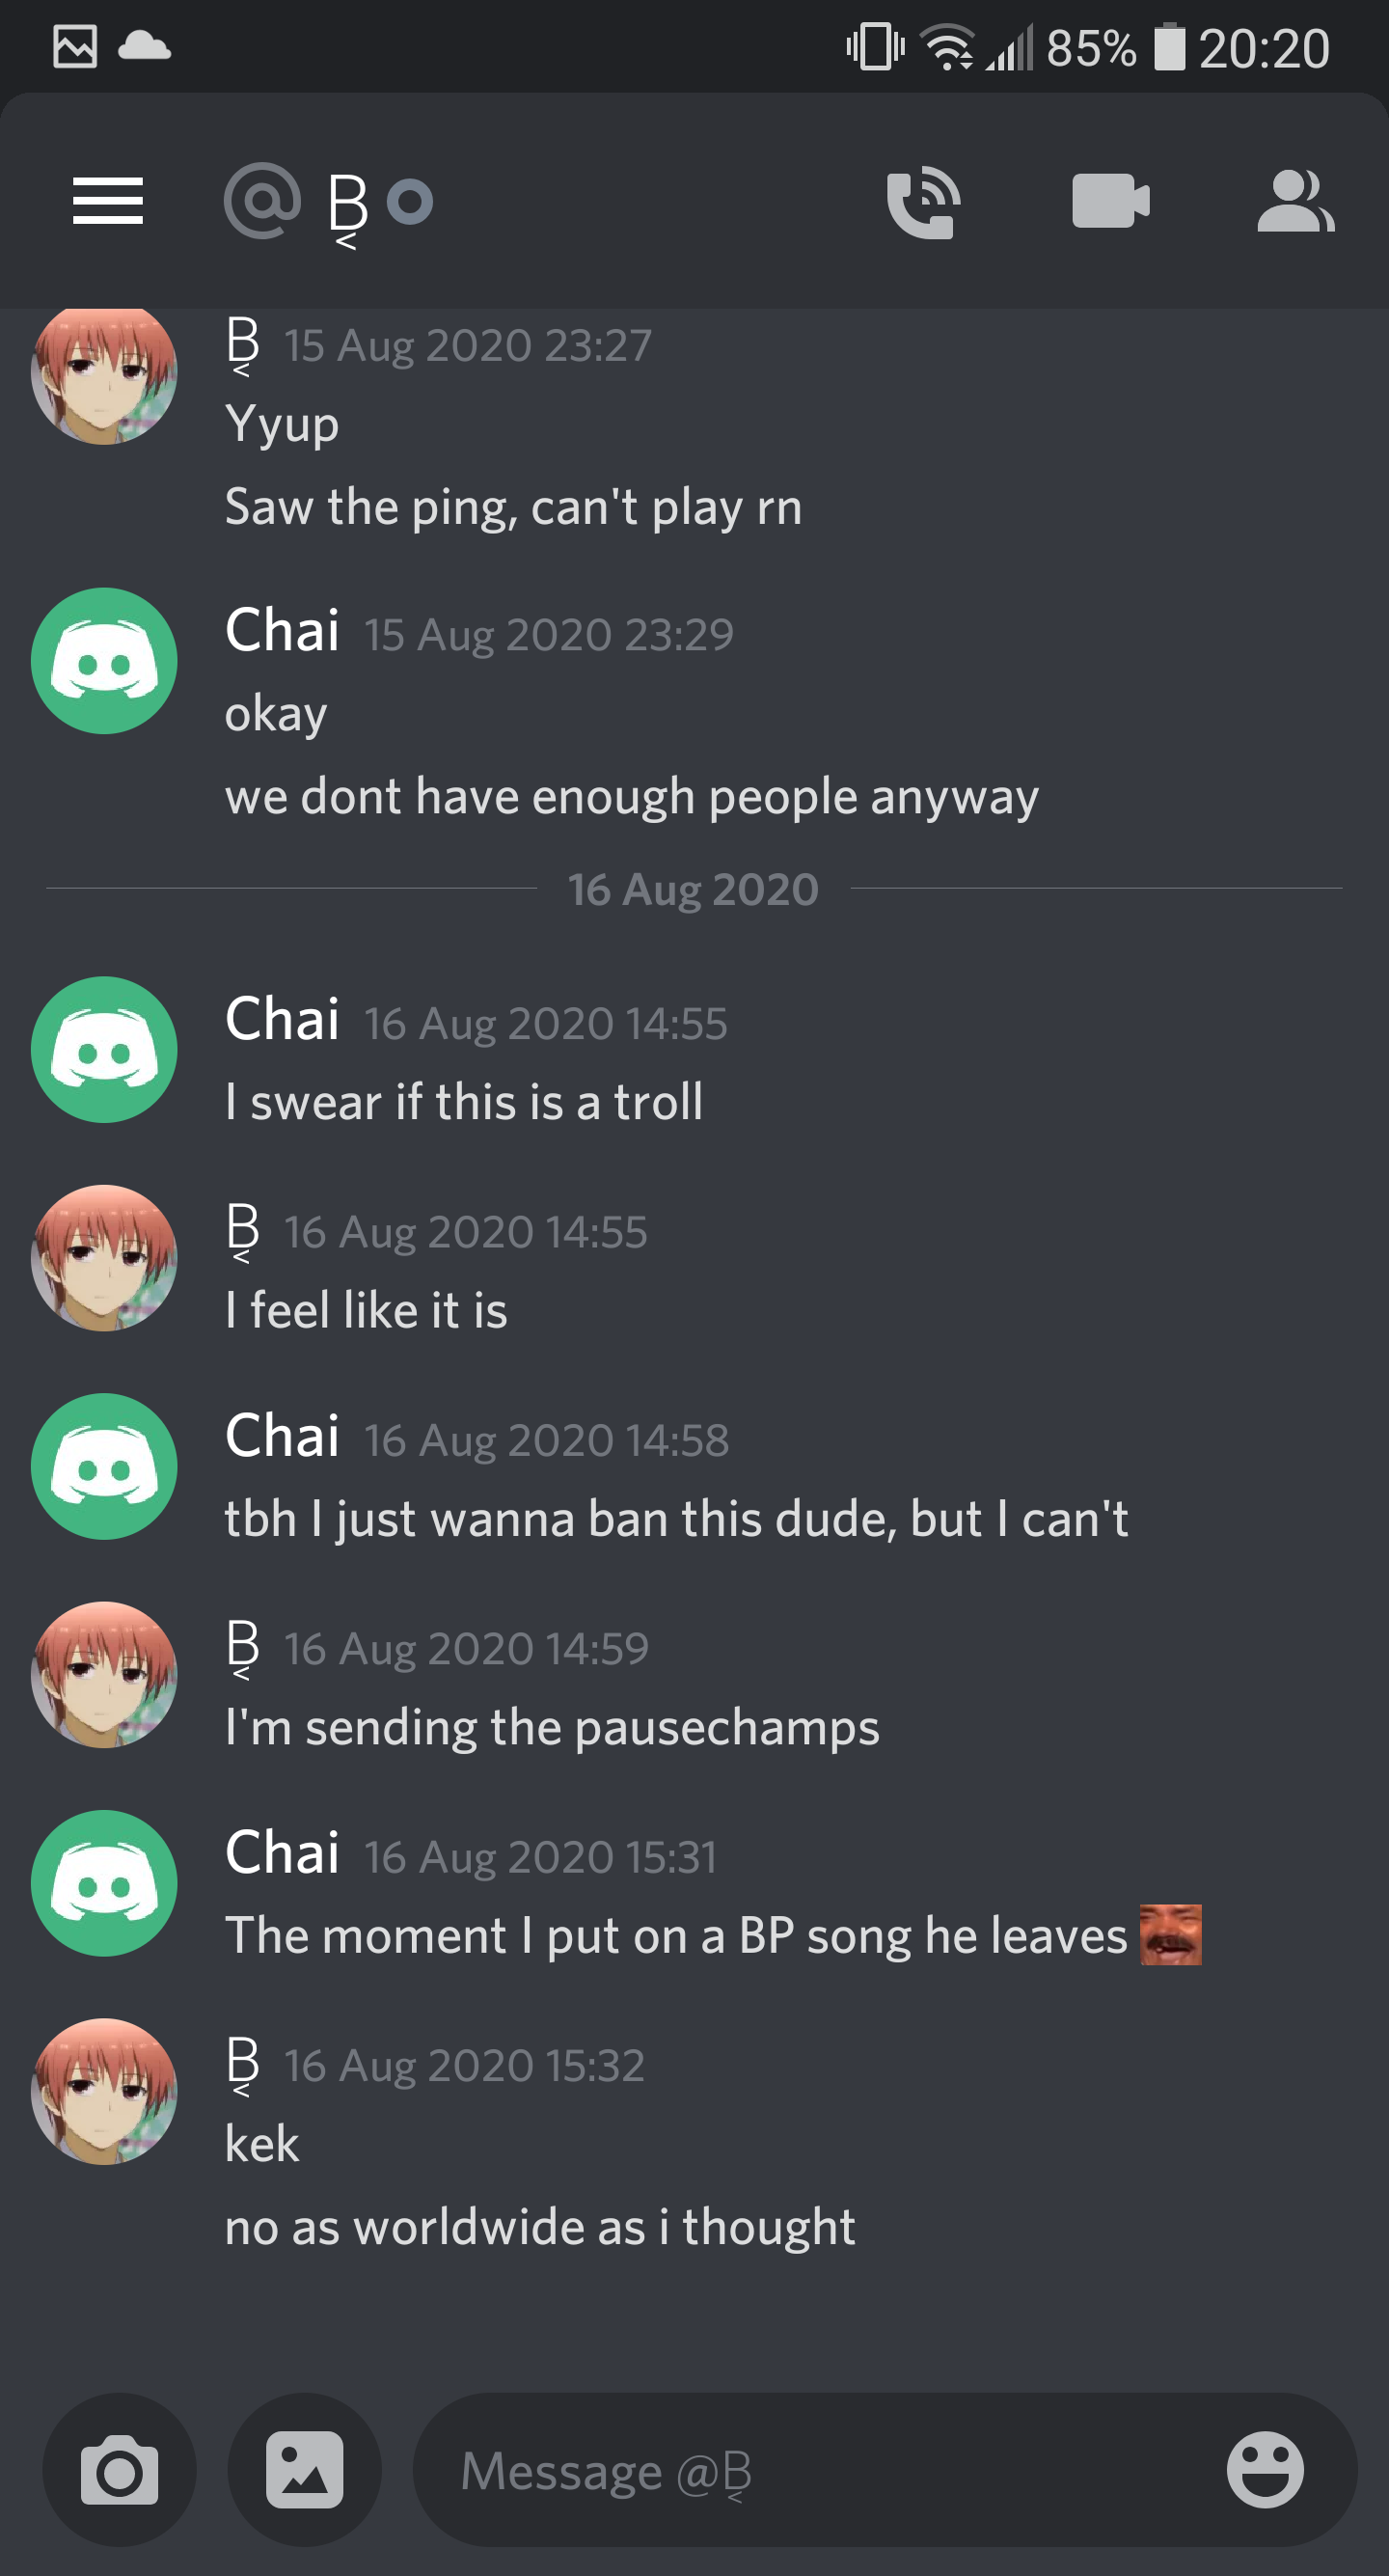 85% 20:20
@ B͔
B͔ 15 Aug 2020 23:27
Yyup
Saw the ping, can't play rn
Chai 15 Aug 2020 23:29
okay
we dont have enough people anyway
16 Aug 2020
Chai 16 Aug 2020 14:55
I swear if this is a troll
B͔ 16 Aug 2020 14:55
I feel like it is
Chai 16 Aug 2020 14:58
tbh I just wanna ban this dude, but I can't
B͔ 16 Aug 2020 14:59
I'm sending the pausechamps
Chai 16 Aug 2020 15:31
The moment I put on a BP song he leaves
B͔ 16 Aug 2020 15:32
kek
no as worldwide as i thought
Message @B͔